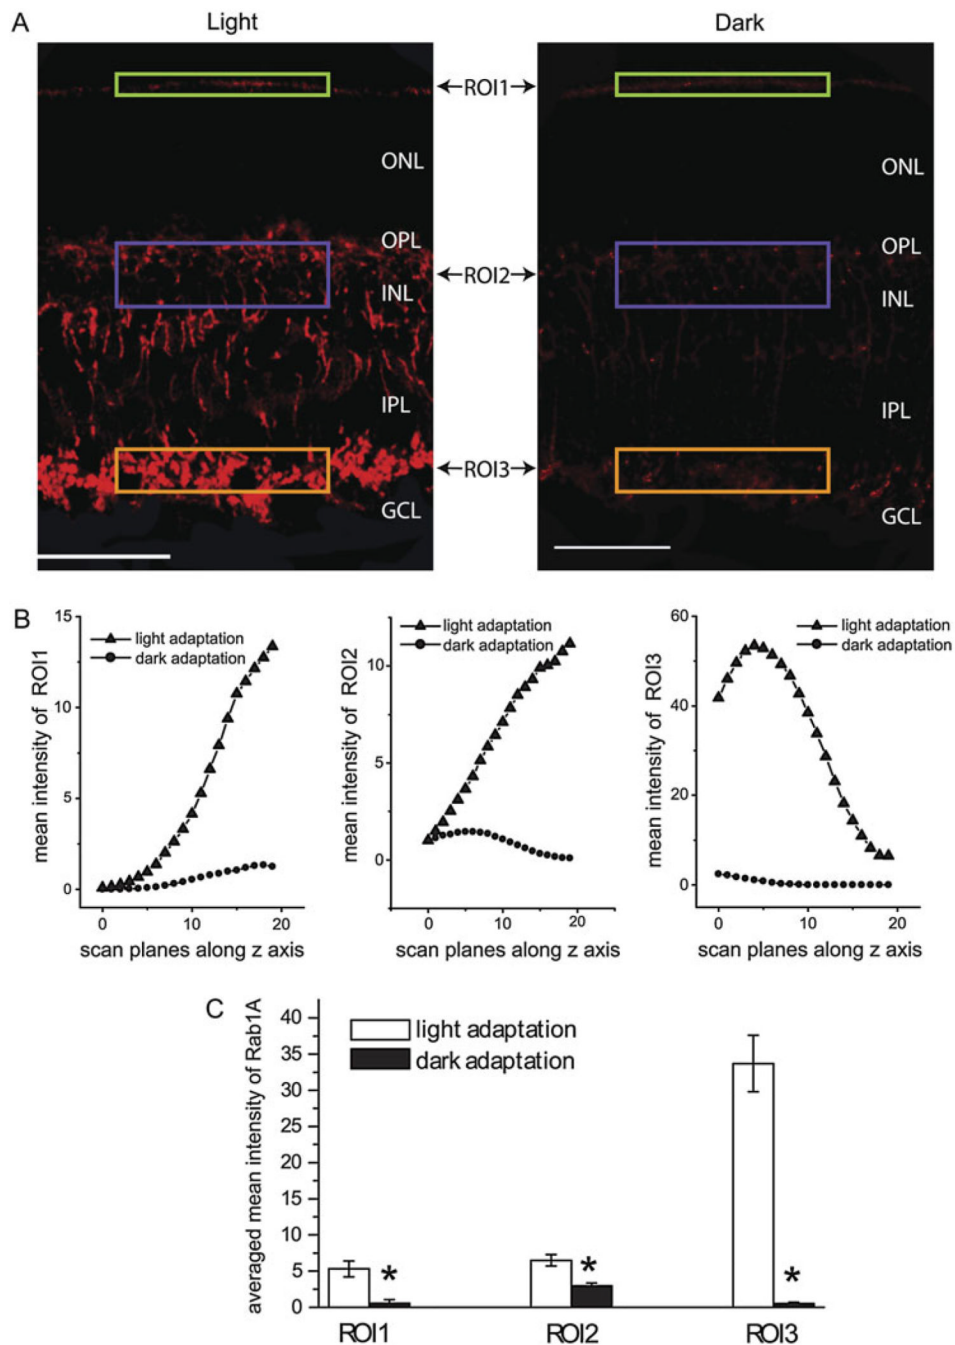 A
Light
Dark
ROI1
ONL
ONL
OPL
OPL
ROI2
INL
INL
IPL
IPL
ROI3
GCL
GCL
B
mean intensity of ROI1
15
10
5
0
light adaptation
dark adaptation
0 10 20
scan planes along z axis
mean intensity of ROI2
10
5
0
light adaptation
dark adaptation
0 10 20
scan planes along z axis
mean intensity of ROI3
60
40
20
0
light adaptation
dark adaptation
0 10 20
scan planes along z axis
C
averaged mean intensity of Rab1A
40
35
30
25
20
15
10
5
0
light adaptation
dark adaptation
*
*
*
ROI1 ROI2 ROI3